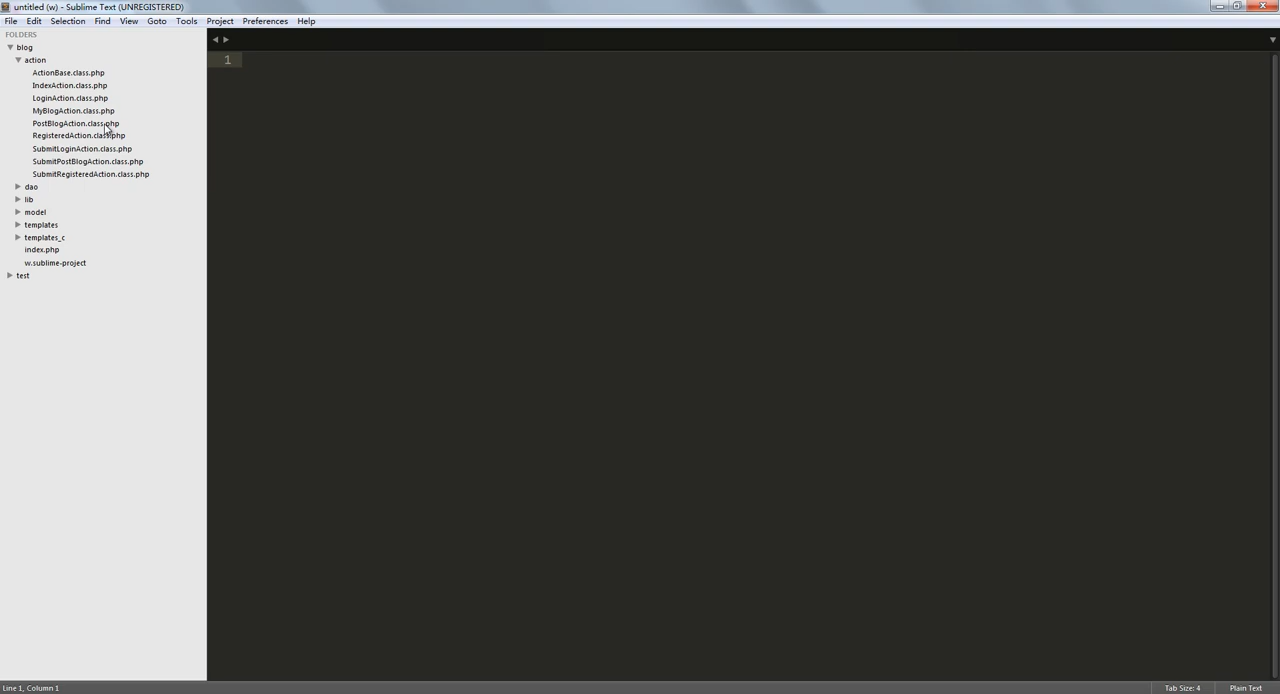 untitled (w) - Sublime Text (UNREGISTERED)
File Edit Selection Find View Goto Tools Project Preferences Help
FOLDERS
blog
action
ActionBase.class.php
IndexAction.class.php
LoginAction.class.php
MyBlogAction.class.php
PostBlogAction.class.php
RegisteredAction.class.php
SubmitLoginAction.class.php
SubmitPostBlogAction.class.php
SubmitRegisteredAction.class.php
dao
lib
model
templates
templates_c
index.php
w.sublime-project
test
1
Line 1, Column 1
Tab Size: 4
Plain Text